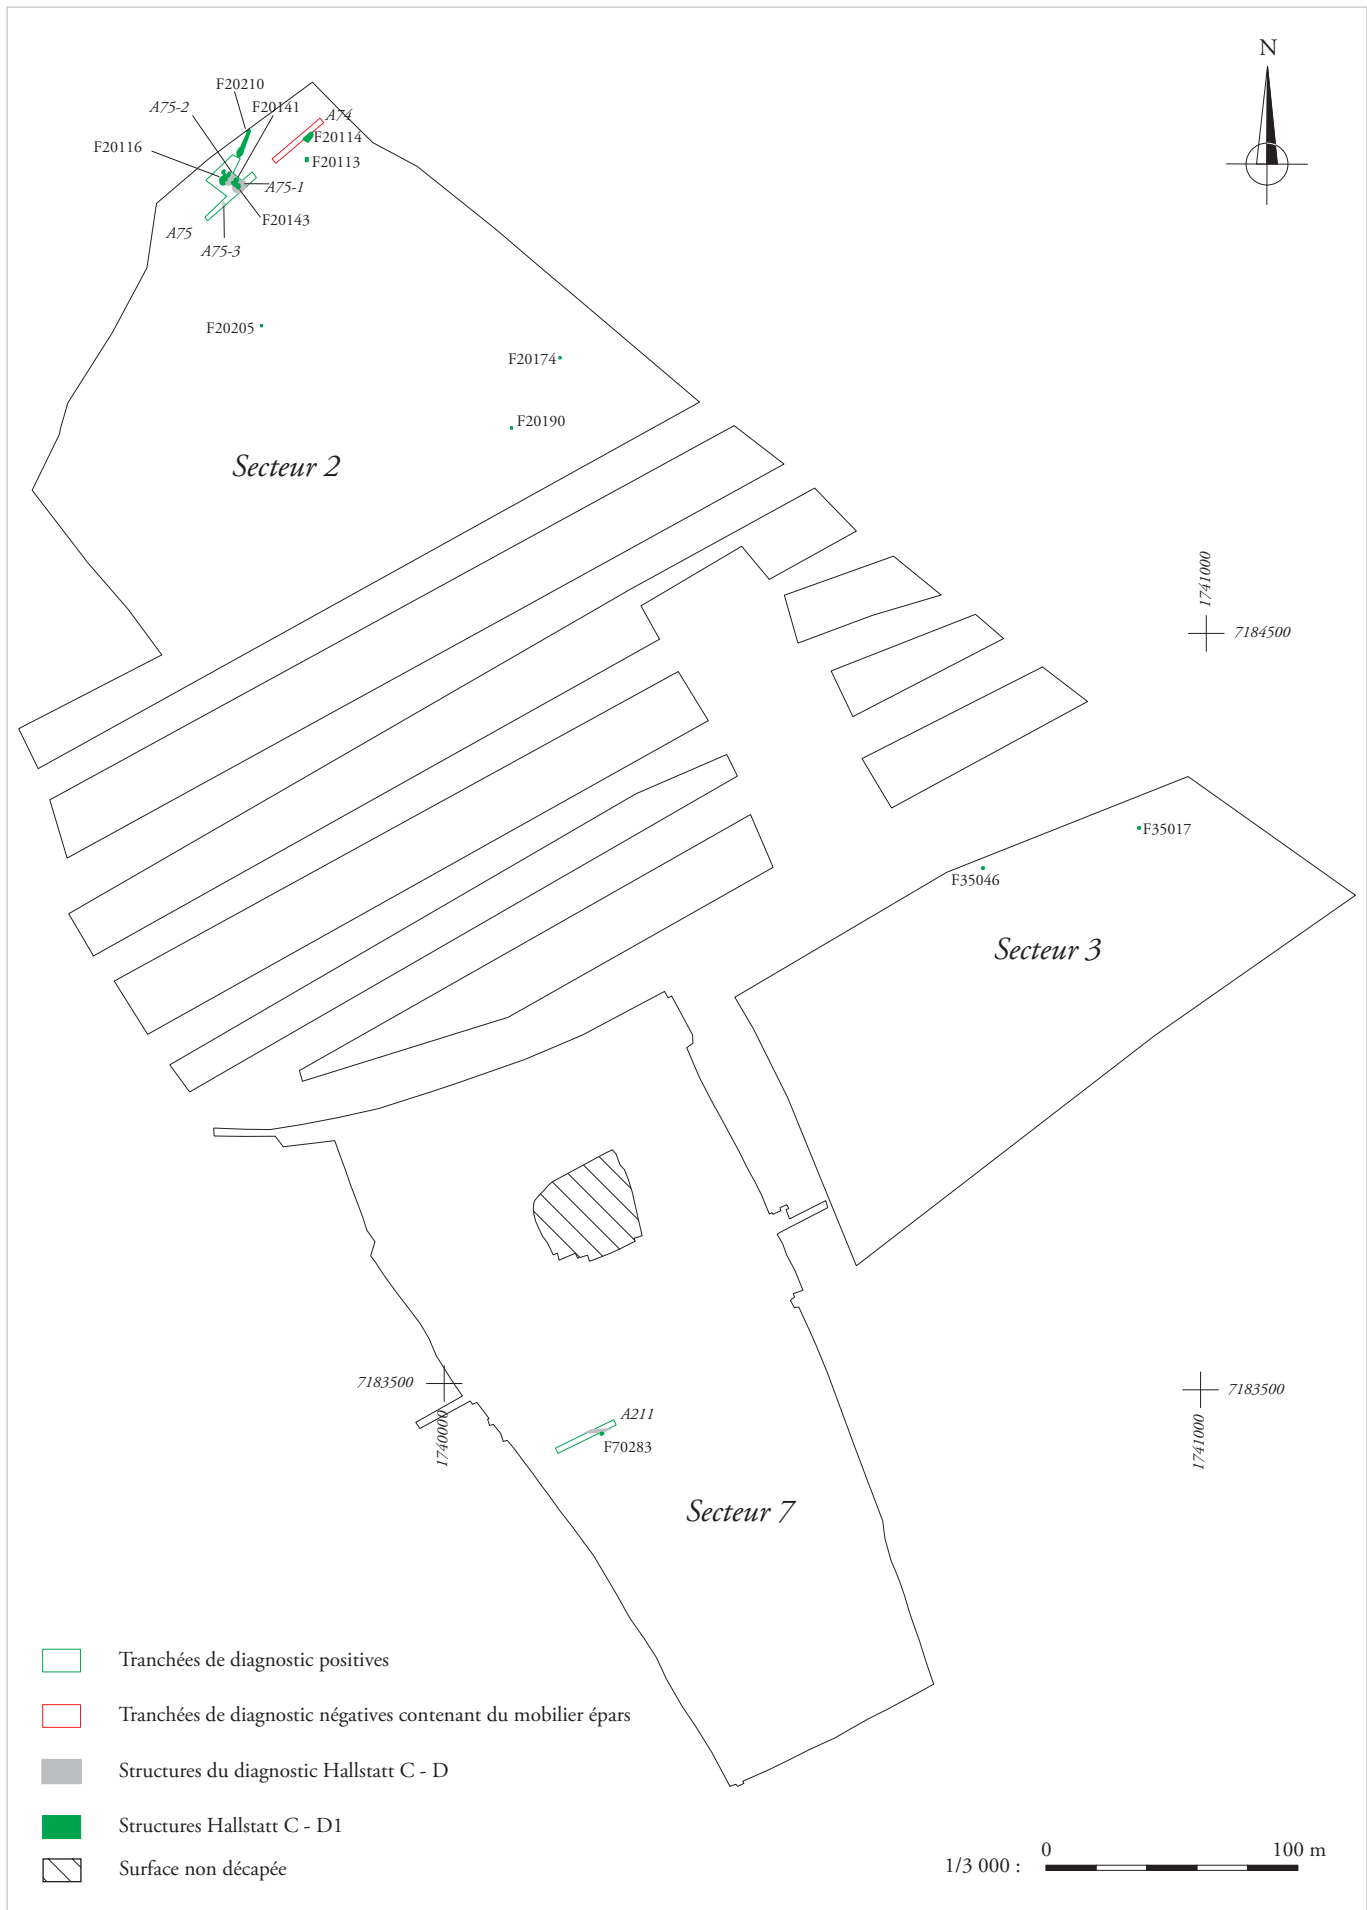 N
F20210
A75-2
F20141
A74
F20116
F20114
F20113
A75-1
F20143
A75
A75-3
F20205
F20174
F20190
Secteur 2
1741000
7184500
F35017
F35046
Secteur 3
7183500
1740000
7183500
1741000
A211
F70283
Secteur 7
Tranchées de diagnostic positives
Tranchées de diagnostic négatives contenant du mobilier épars
Structures du diagnostic Hallstatt C - D
Structures Hallstatt C - D1
Surface non décapée
0 100 m
1/3 000 :